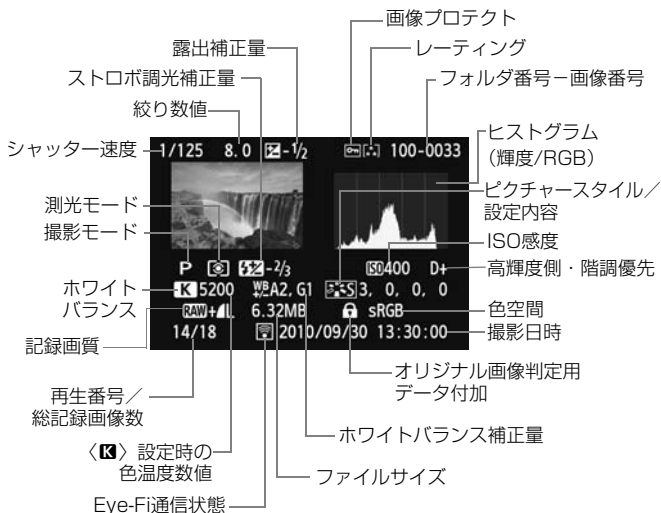 画像プロテクト
レーティング
露出補正量
ストロボ調光補正量
フォルダ番号－画像番号
絞り数値
シャッター速度
1/125 8.0 -1/2 100-0033
ヒストグラム
（輝度/RGB）
ピクチャースタイル／
設定内容
測光モード
撮影モード
ISO感度
P -2/3 ISO400 D+
高輝度側・階調優先
ホワイト
バランス
K 5200 WB A2, G1 S3, 0, 0, 0
RAW+L 6.32MB sRGB
色空間
14/18 2010/09/30 13:30:00
撮影日時
記録画質
オリジナル画像判定用
データ付加
再生番号／
総記録画像数
ホワイトバランス補正量
〈K〉設定時の
色温度数値
ファイルサイズ
Eye-Fi通信状態